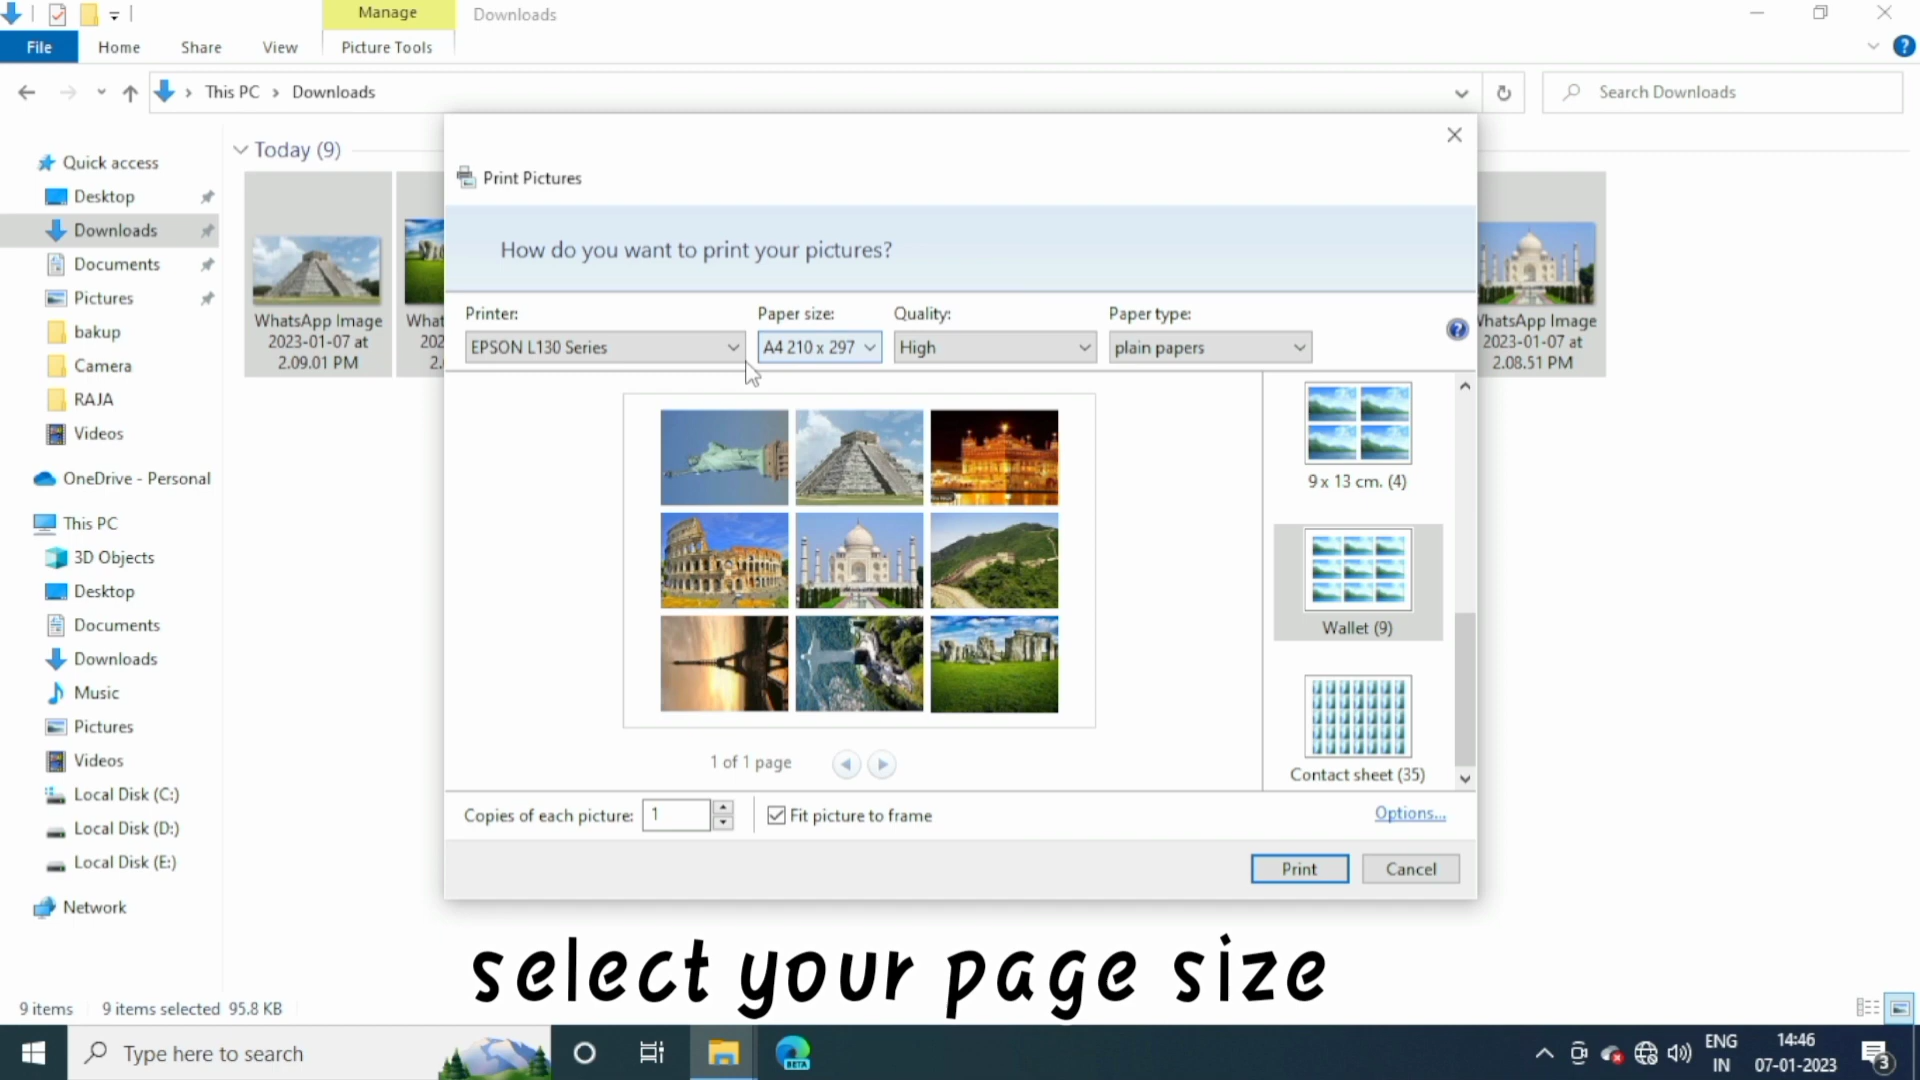 Manage
Downloads
File
Home
Share
View
Picture Tools
This PC
Downloads
Search Downloads
Quick access
Desktop
Downloads
Documents
Pictures
bakup
Camera
RAJA
Videos
OneDrive - Personal
This PC
3D Objects
Desktop
Documents
Downloads
Music
Pictures
Videos
Local Disk (C:)
Local Disk (D:)
Local Disk (E:)
Network
Today (9)
WhatsApp Image
2023-01-07 at
2.09.01 PM
Print Pictures
How do you want to print your pictures?
Printer:
Paper size:
Quality:
Paper type:
EPSON L130 Series
A4 210 x 297
High
plain papers
hatsApp Image
2023-01-07 at
2.08.51 PM
9 x 13 cm. (4)
Wallet (9)
Contact sheet (35)
1 of 1 page
Copies of each picture:
1
Fit picture to frame
Options...
Print
Cancel
select your page size
9 items
9 items selected 95.8 KB
Type here to search
BETA
ENG
IN
14:46
07-01-2023
3